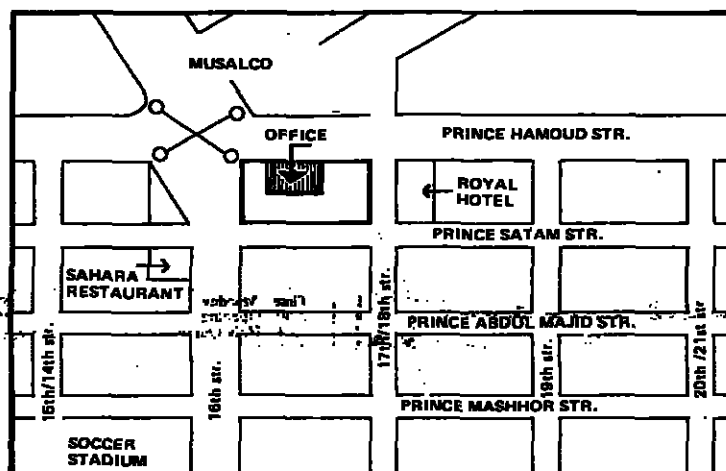 MUSALCO
OFFICE
PRINCE HAMOUD STR.
ROYAL
HOTEL
PRINCE SATAM STR.
SAHARA
RESTAURANT
17th/18th str.
PRINCE ABDUL MAJID STR.
15th/14th str.
16th str.
19th str.
20th/21st str.
PRINCE MASHHOR STR.
SOCCER
STADIUM